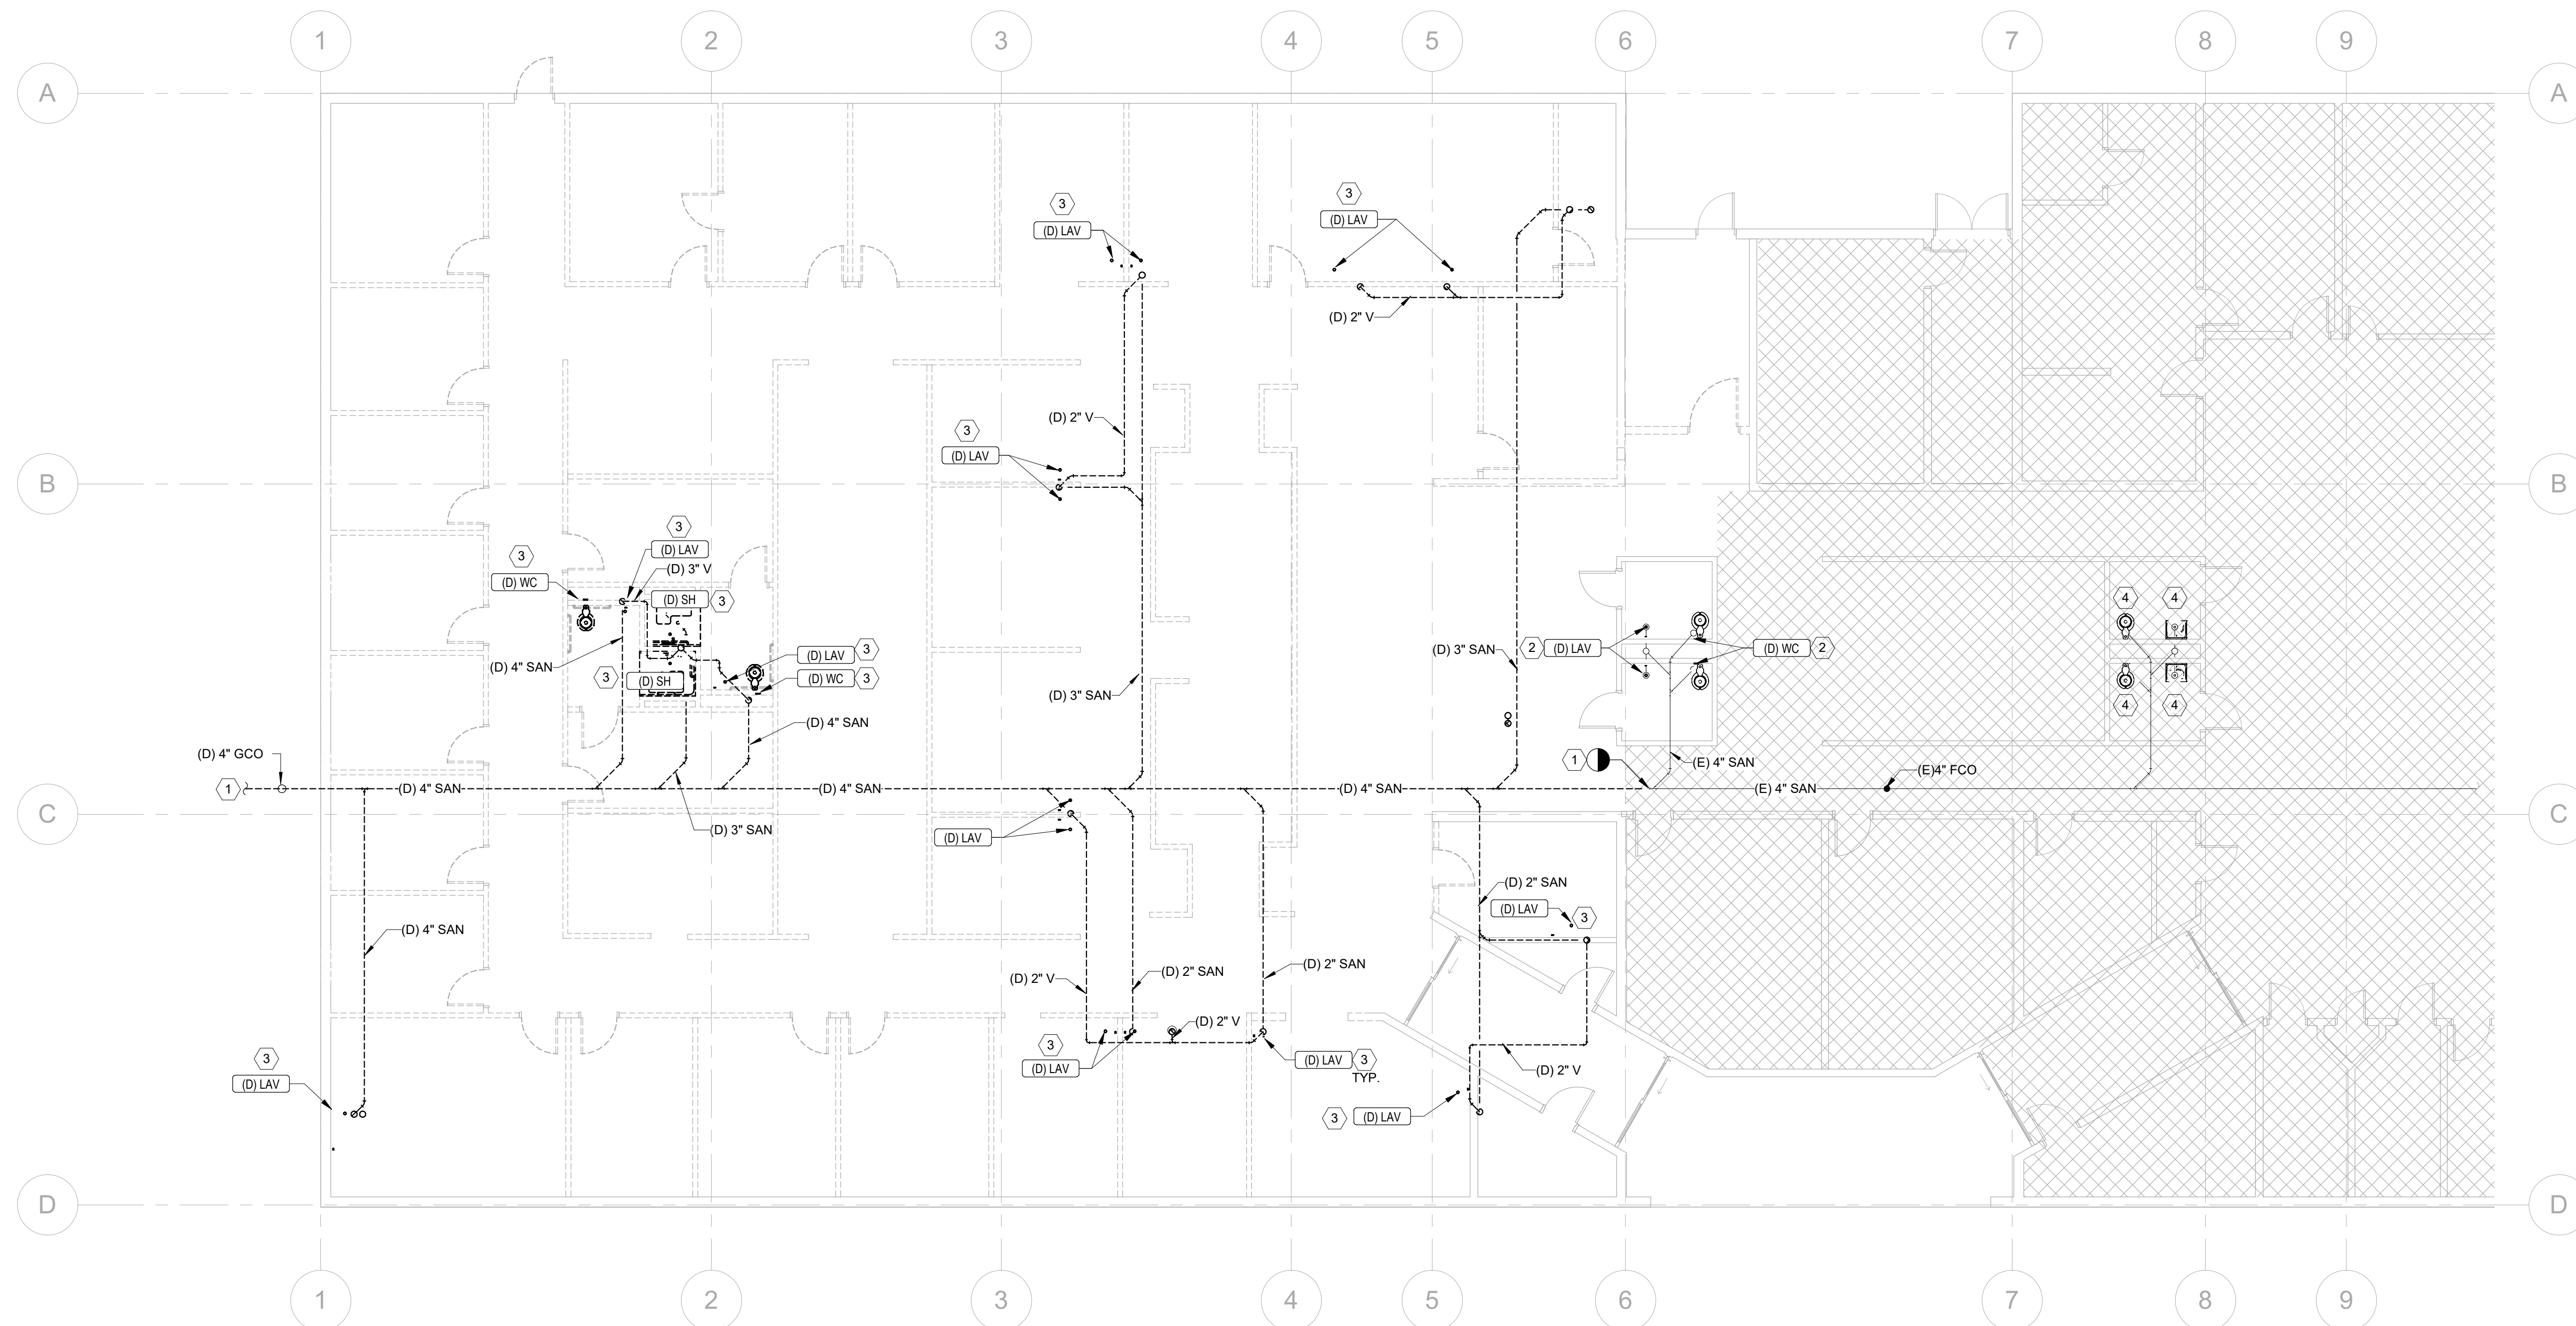 1 2 3 4 5 6 7 8 9
A A
3 3
(D) LAV (D) LAV
(D) 2" V
(D) 2" V
3
(D) LAV
B B
3
3 (D) LAV
(D) WC (D) 3" V
(D) SH 3
4 4
(D) LAV 3
2 (D) LAV (D) WC 2
(D) 3" SAN
(D) 4" SAN
3 (D) SH
(D) WC 3
(D) 3" SAN
4 4
(D) 4" SAN
(D) 4" GCO
1 (E) 4" SAN
(E)4" FCO
1 (D) 4" SAN (D) 4" SAN (D) 4" SAN (E) 4" SAN
C C
(D) 3" SAN
(D) LAV
(D) 2" SAN
(D) LAV 3
(D) 4" SAN
(D) 2" V (D) 2" SAN (D) 2" SAN
(D) 2" V
3 3
(D) LAV (D) LAV (D) LAV 3
TYP.
(D) 2" V
3 (D) LAV
D D
1 2 3 4 5 6 7 8 9